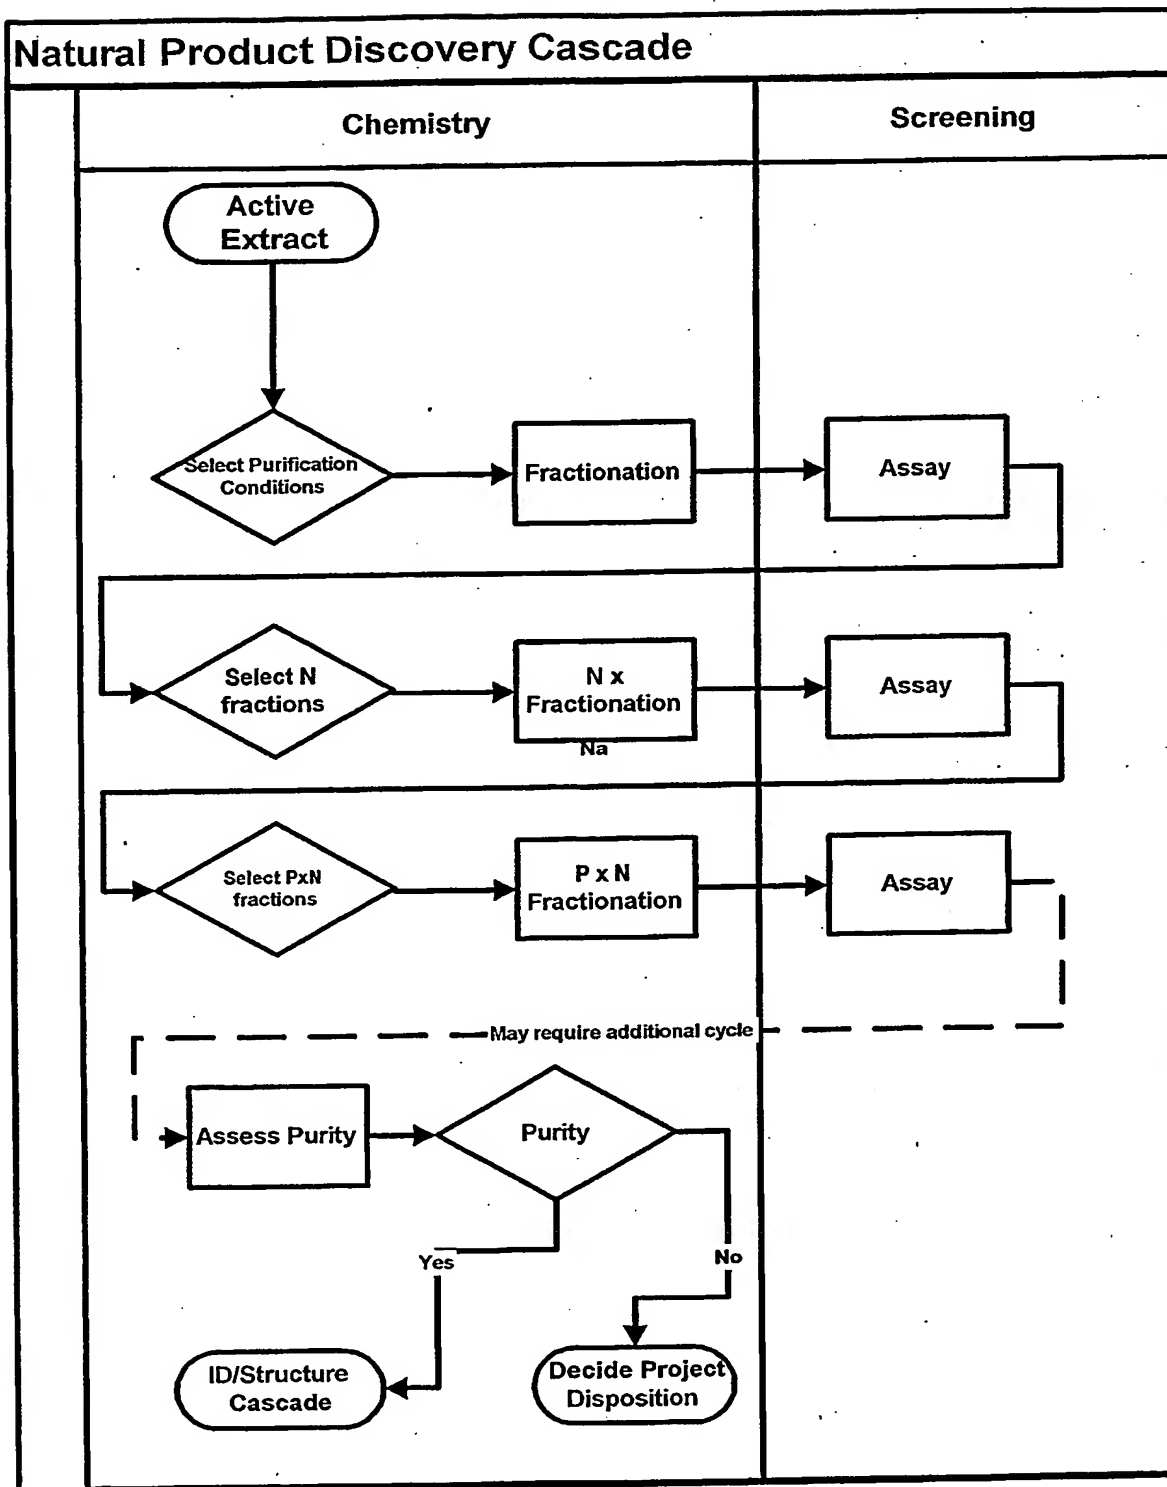 Natural Product Discovery Cascade
Chemistry
Screening
Active
Extract
Select Purification
Conditions
Fractionation
Assay
Select N
fractions
N x
Fractionation
Na
Assay
Select PxN
fractions
P x N
Fractionation
Assay
May require additional cycle
Assess Purity
Purity
Yes
No
ID/Structure
Cascade
Decide Project
Disposition